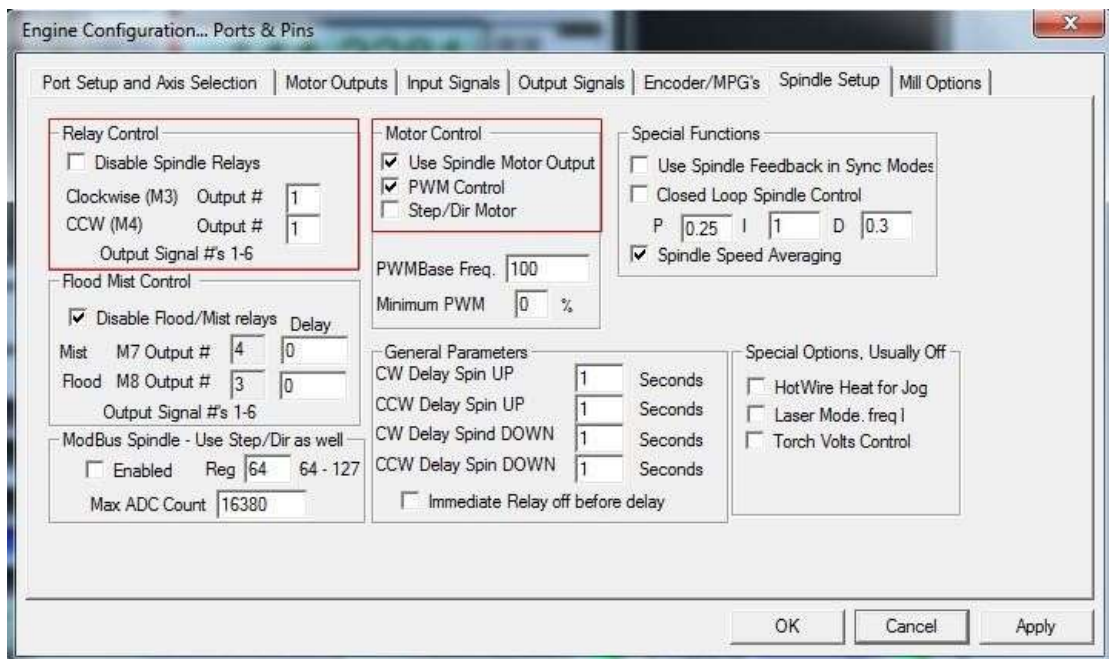 Engine Configuration... Ports & Pins
Port Setup and Axis Selection
Motor Outputs
Input Signals
Output Signals
Encoder/MPG's
Spindle Setup
Mill Options
Relay Control
Disable Spindle Relays
Clockwise (M3) Output # 1
CCW (M4) Output # 1
Output Signal #'s 1-6
Flood Mist Control
Disable Flood/Mist relays Delay
Mist M7 Output # 4 0
Flood M8 Output # 3 0
Output Signal #'s 1-6
ModBus Spindle - Use Step/Dir as well
Enabled Reg 64 64 - 127
Max ADC Count 16380
Motor Control
Use Spindle Motor Output
PWM Control
Step/Dir Motor
PWMBase Freq. 100
Minimum PWM 0 %
General Parameters
CW Delay Spin UP 1 Seconds
CCW Delay Spin UP 1 Seconds
CW Delay Spind DOWN 1 Seconds
CCW Delay Spin DOWN 1 Seconds
Immediate Relay off before delay
Special Functions
Use Spindle Feedback in Sync Modes
Closed Loop Spindle Control
P 0.25 I 1 D 0.3
Spindle Speed Averaging
Special Options, Usually Off
HotWire Heat for Jog
Laser Mode. freq
Torch Volts Control
OK
Cancel
Apply